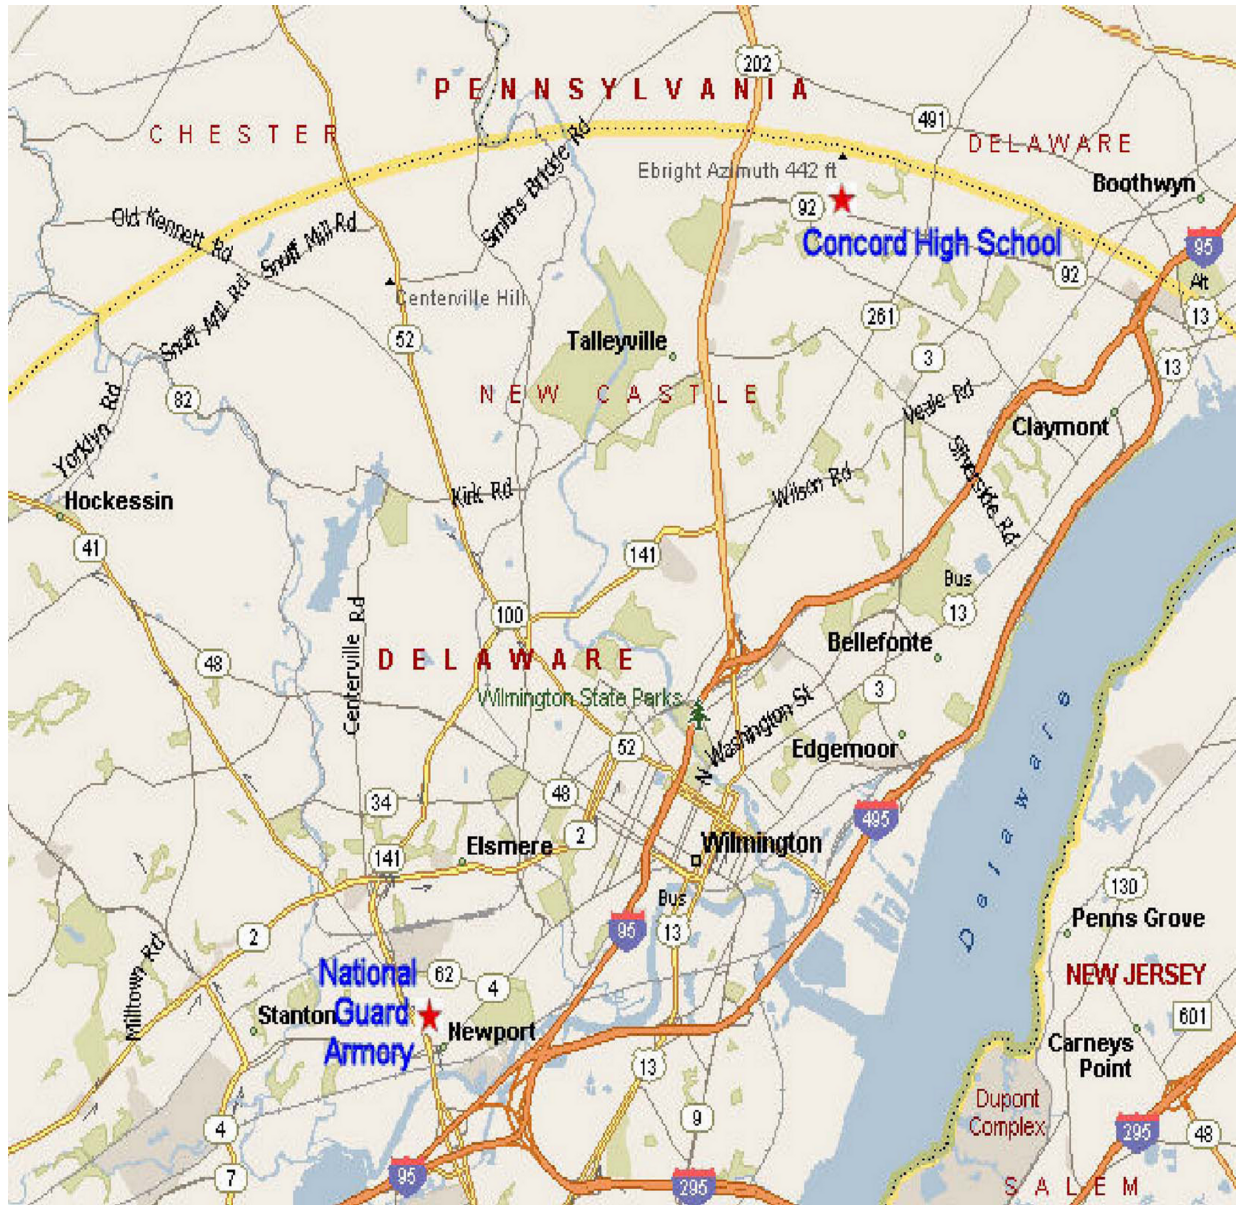 202
PENNSYLVANIA
491
CHESTER
DELAWARE
Smiths Bridge Rd
Ebright Azimuth 442 ft
Boothwyn
92
Old Kennett Rd
Snuff Mill Rd
Concord High School
95
92
Alt
13
Centerville Hill
Snuff Mill Rd
261
52
Talleyville
3
13
NEW CASTLE
82
Yorklyn Rd
Veale Rd
Claymont
Silverside Rd
Kirk Rd
Wilson Rd
Hockessin
41
141
Bus
13
100
Centerville Rd
Bellefonte
48
DELAWARE
Wilmington State Parks
3
N Washington St
Edgemoor
52
Delaware
48
34
495
2
Elsmere
Wilmington
141
130
Bus
13
95
Penns Grove
2
Milltown Rd
National
Guard
Armory
62
4
NEW JERSEY
601
Stanton
Newport
Carneys
Point
13
Dupont
Complex
4
9
295
48
7
95
295
SALEM